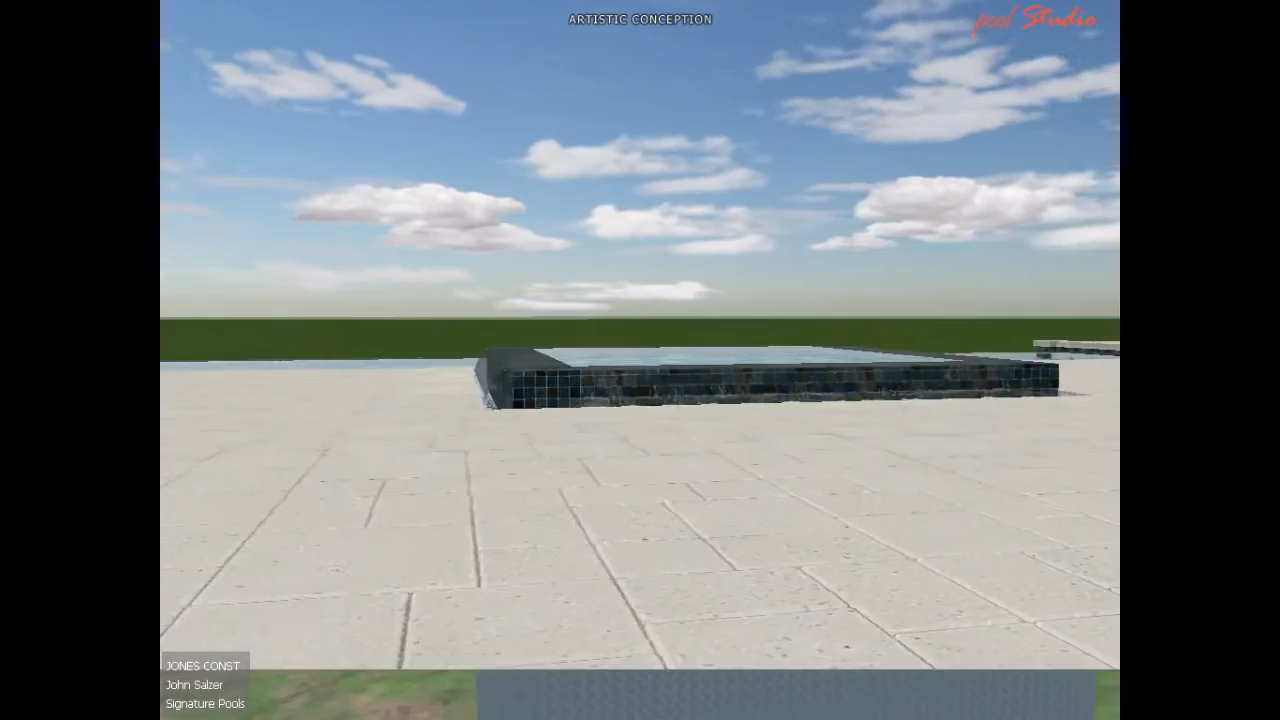 ARTISTIC CONCEPTION
pool Studio
JONES CONST
John Salzer
Signature Pools